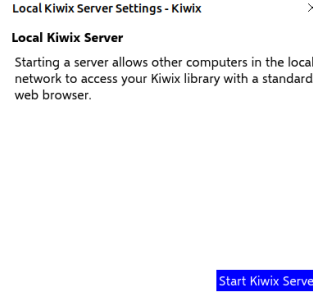 Local Kiwix Server Settings - Kiwix
Local Kiwix Server
Starting a server allows other computers in the local
network to access your Kiwix library with a standard
web browser.
Start Kiwix Serve